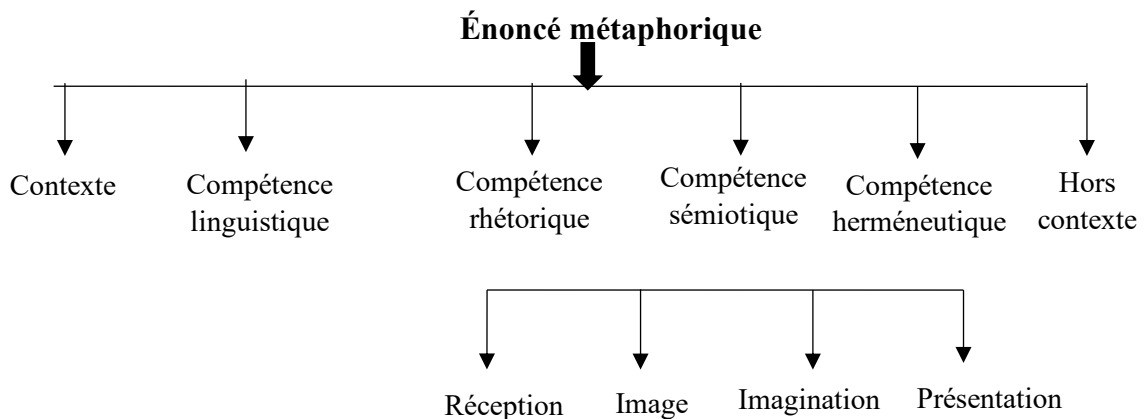 Énoncé métaphorique
Contexte
Compétence
linguistique
Compétence
rhétorique
Compétence
sémiotique
Compétence
herméneutique
Hors
contexte
Réception
Image
Imagination
Présentation